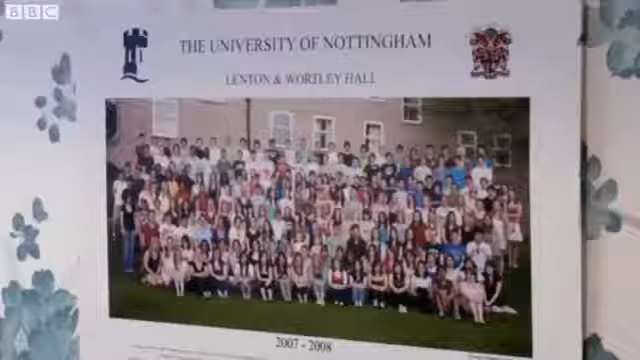 BBC
THE UNIVERSITY OF NOTTINGHAM
LENTON & WORTLEY HALL
2007 - 2008